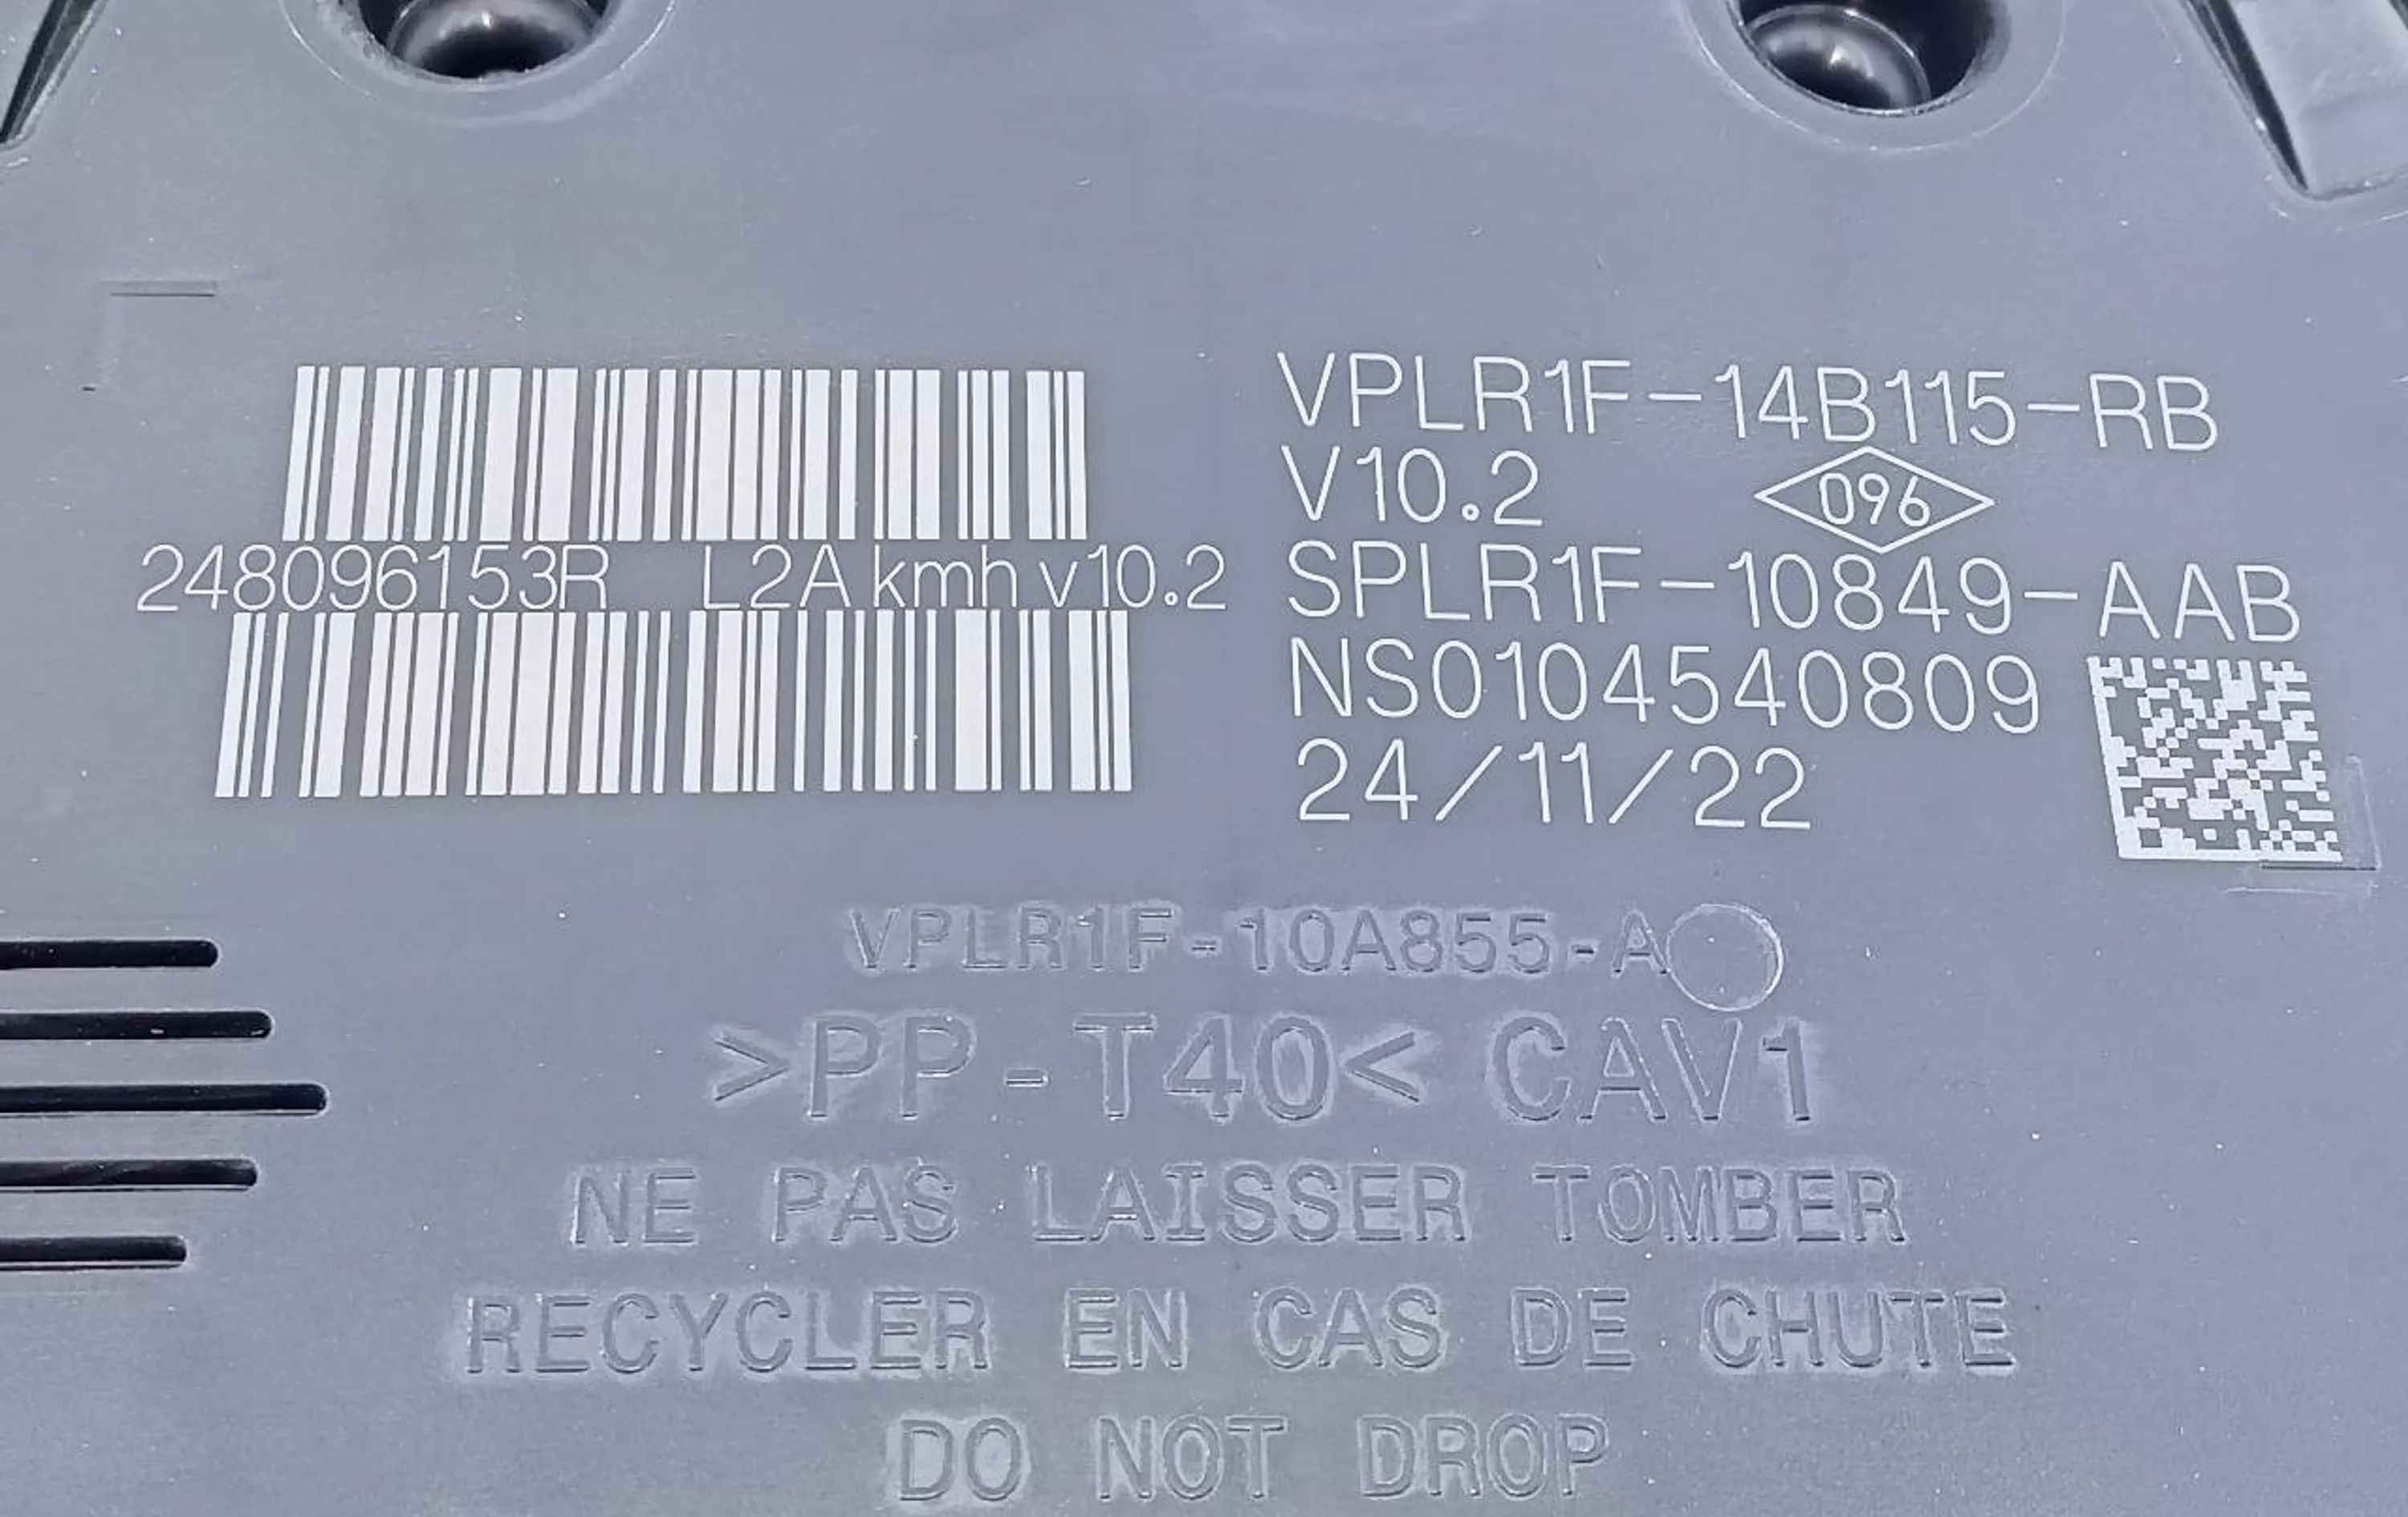 248096153R L2A kmh v10.2
VPLR1F-14B115-RB
V10.2 096
SPLR1F-10849-AAB
NS0104540809
24/11/22
VPLR1F-10A855-A
>PP-T40< CAV1
NE PAS LAISSER TOMBER
RECYCLER EN CAS DE CHUTE
DO NOT DROP